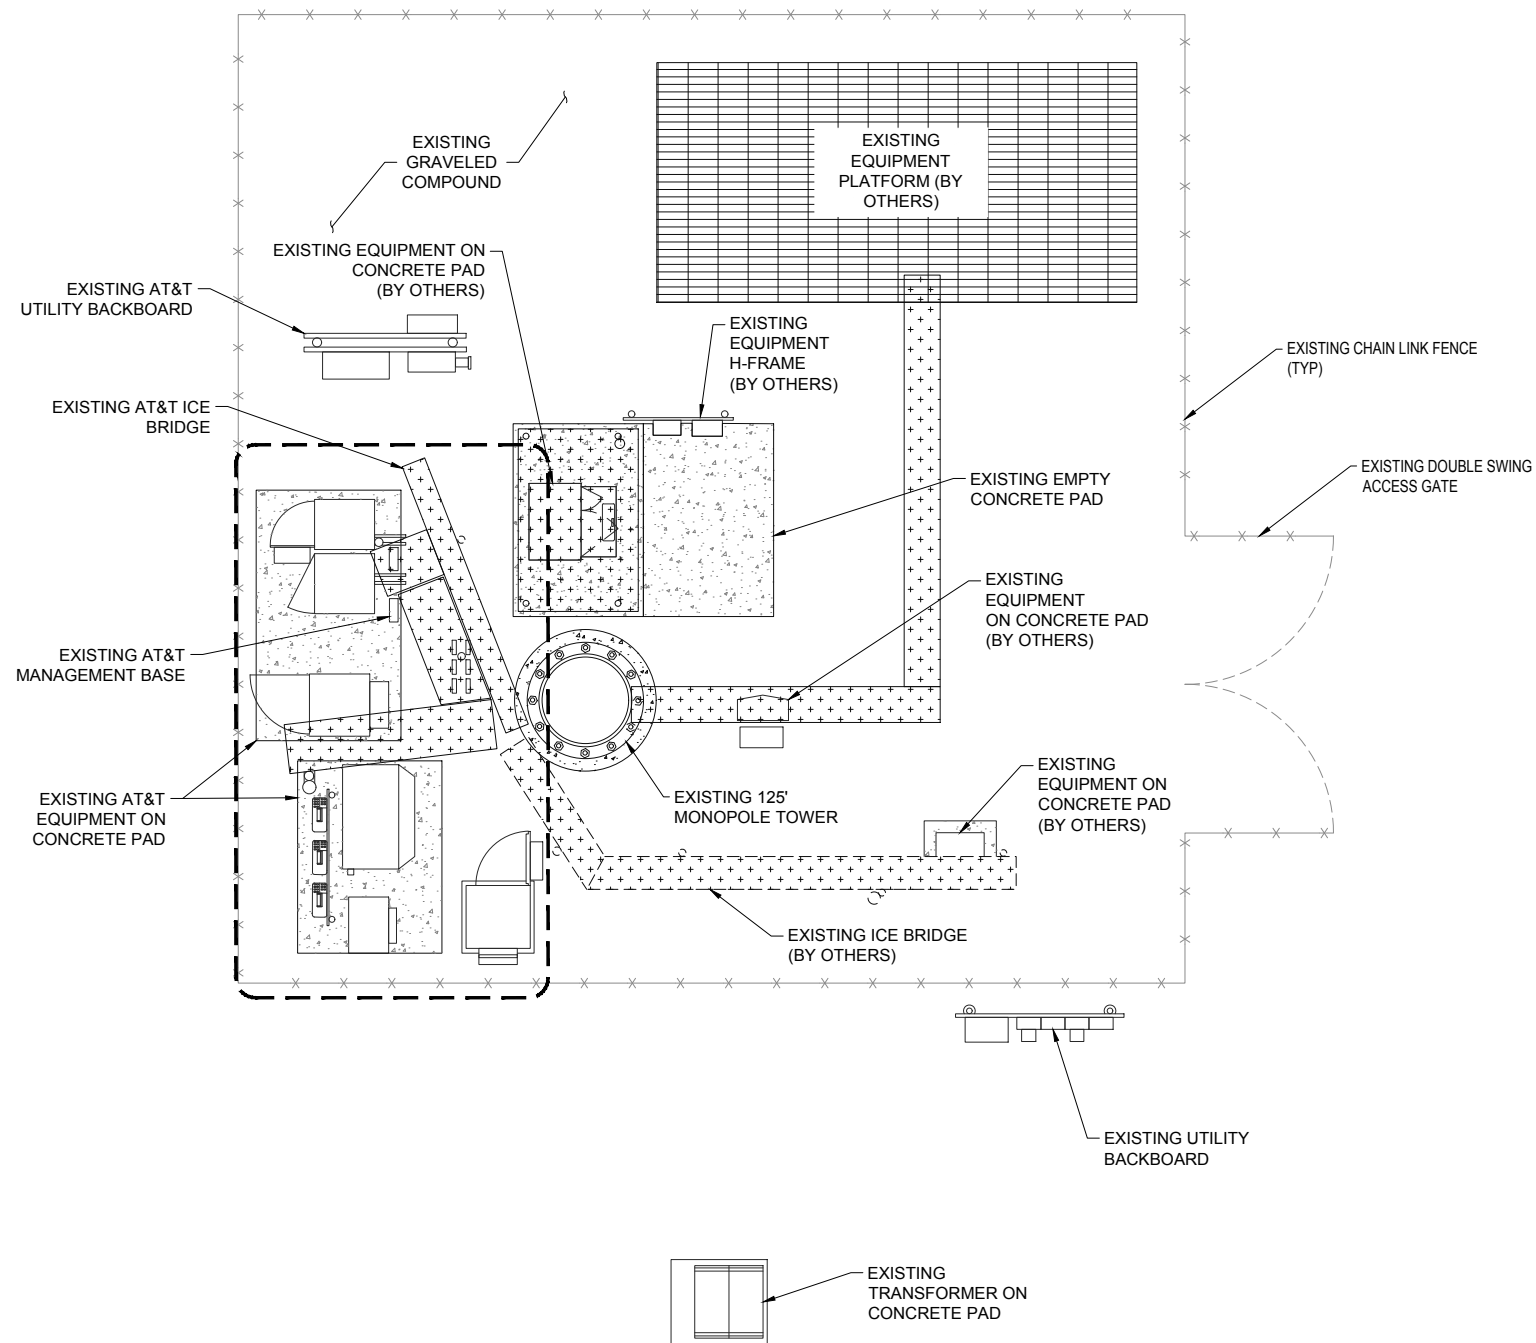 EXISTING
GRAVELED
COMPOUND
EXISTING
EQUIPMENT
PLATFORM (BY
OTHERS)
EXISTING EQUIPMENT ON
CONCRETE PAD
(BY OTHERS)
EXISTING AT&T
UTILITY BACKBOARD
EXISTING
EQUIPMENT
H-FRAME
(BY OTHERS)
EXISTING CHAIN LINK FENCE
(TYP)
EXISTING AT&T ICE
BRIDGE
EXISTING EMPTY
CONCRETE PAD
EXISTING DOUBLE SWING
ACCESS GATE
EXISTING
EQUIPMENT
ON CONCRETE PAD
(BY OTHERS)
EXISTING AT&T
MANAGEMENT BASE
EXISTING AT&T
EQUIPMENT ON
CONCRETE PAD
EXISTING 125'
MONOPOLE TOWER
EXISTING
EQUIPMENT ON
CONCRETE PAD
(BY OTHERS)
EXISTING ICE BRIDGE
(BY OTHERS)
EXISTING UTILITY
BACKBOARD
EXISTING
TRANSFORMER ON
CONCRETE PAD